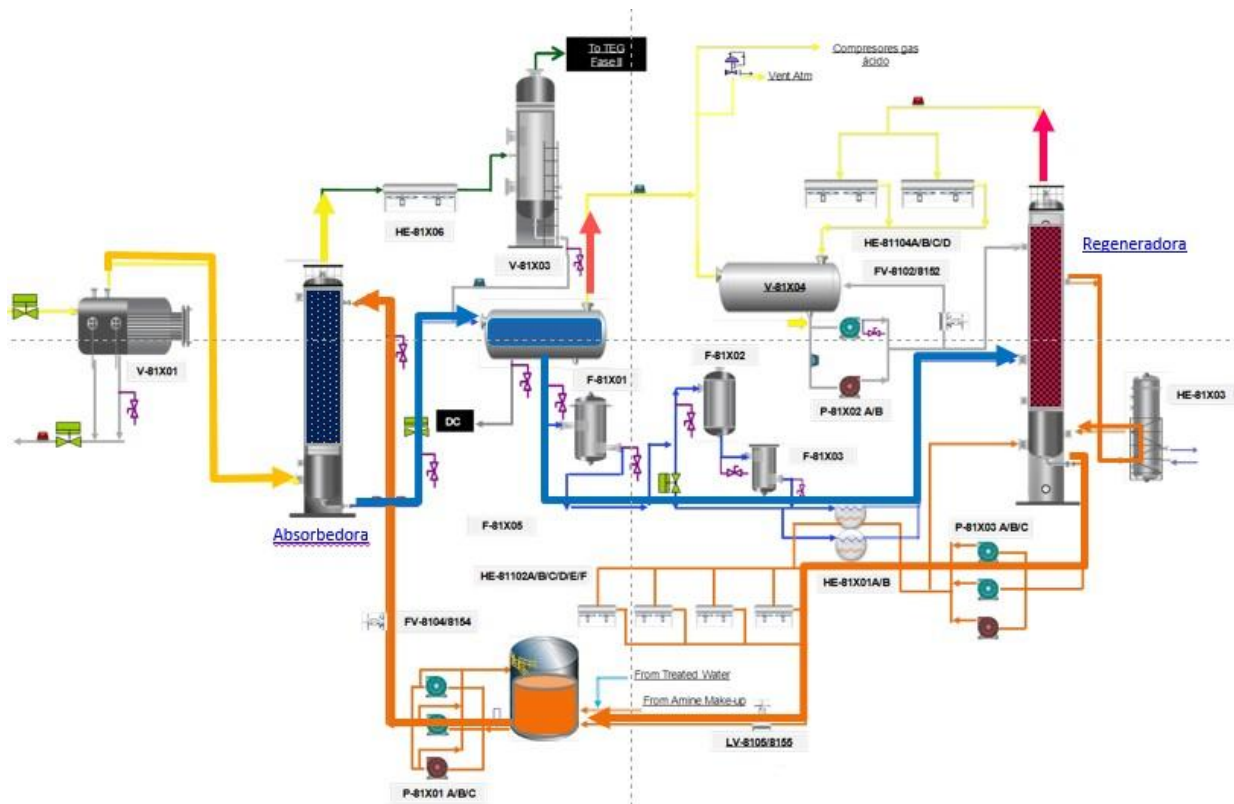 To TEG
Fase II
Compresores gas
ácido
Vent Atm
HE-81X06
V-81X03
HE-81104A/B/C/D
Regeneradora
FV-8102/8152
V-81X04
V-81X01
F-81X01
F-81X02
P-81X02 A/B
HE-81X03
DC
F-81X03
Absorbedora
F-81X05
P-81X03 A/B/C
HE-81102A/B/C/D/E/F
HE-81X01A/B
FV-8104/8154
From Treated Water
From Amine Make-up
LV-8105/8155
P-81X01 A/B/C